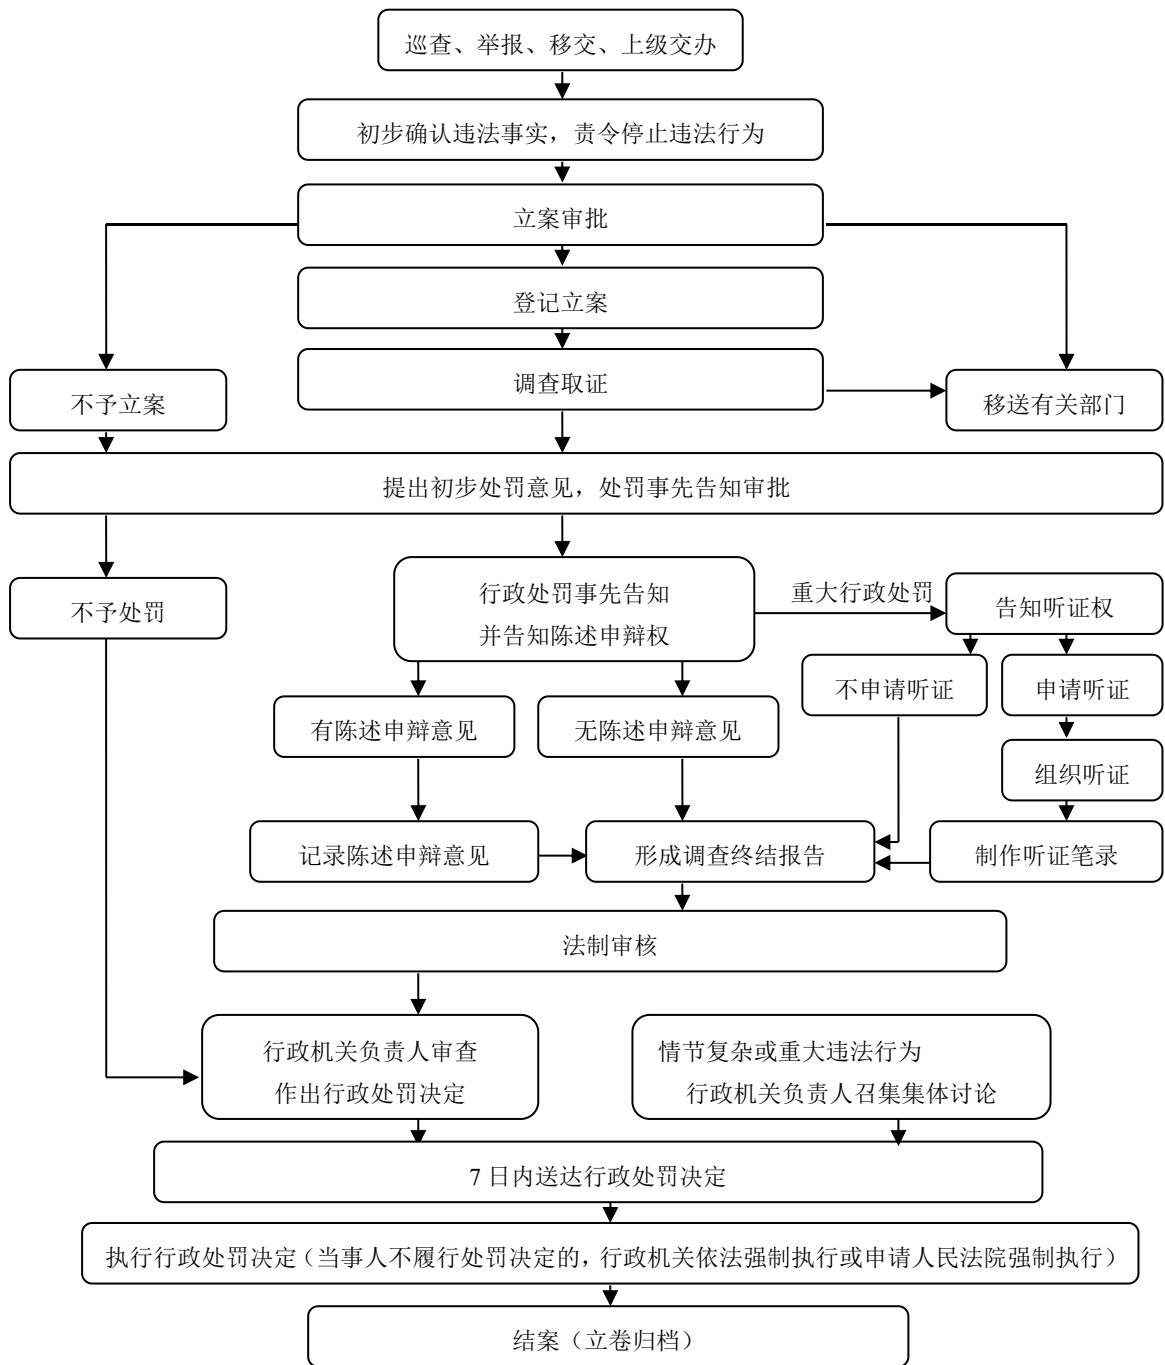 巡查、举报、移交、上级交办
初步确认违法事实，责令停止违法行为
立案审批
登记立案
调查取证
不予立案
移送有关部门
提出初步处罚意见，处罚事先告知审批
不予处罚
行政处罚事先告知
并告知陈述申辩权
重大行政处罚
告知听证权
不申请听证
申请听证
有陈述申辩意见
无陈述申辩意见
组织听证
记录陈述申辩意见
形成调查终结报告
制作听证笔录
法制审核
行政机关负责人审查
作出行政处罚决定
情节复杂或重大违法行为
行政机关负责人召集集体讨论
7 日内送达行政处罚决定
执行行政处罚决定（当事人不履行处罚决定的，行政机关依法强制执行或申请人民法院强制执行）
结案（立卷归档）